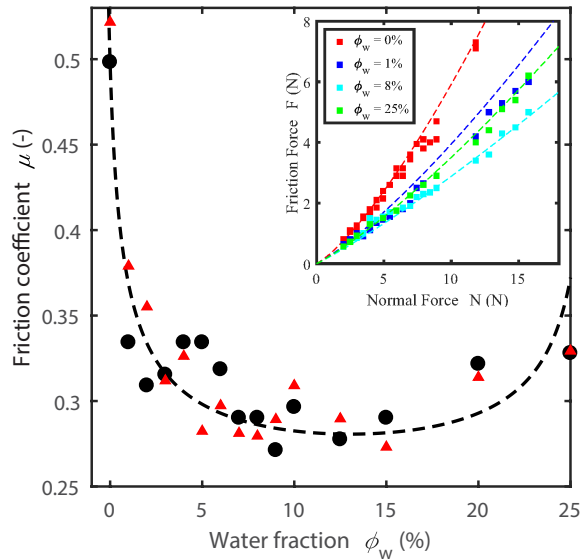 0.5
0.45
0.4
0.35
0.3
0.25
Friction coefficient μ (-)
0
5
10
15
20
25
Water fraction ϕw (%)
8
6
4
2
0
Friction Force F (N)
ϕw = 0%
ϕw = 1%
ϕw = 8%
ϕw = 25%
0
5
10
15
Normal Force N (N)